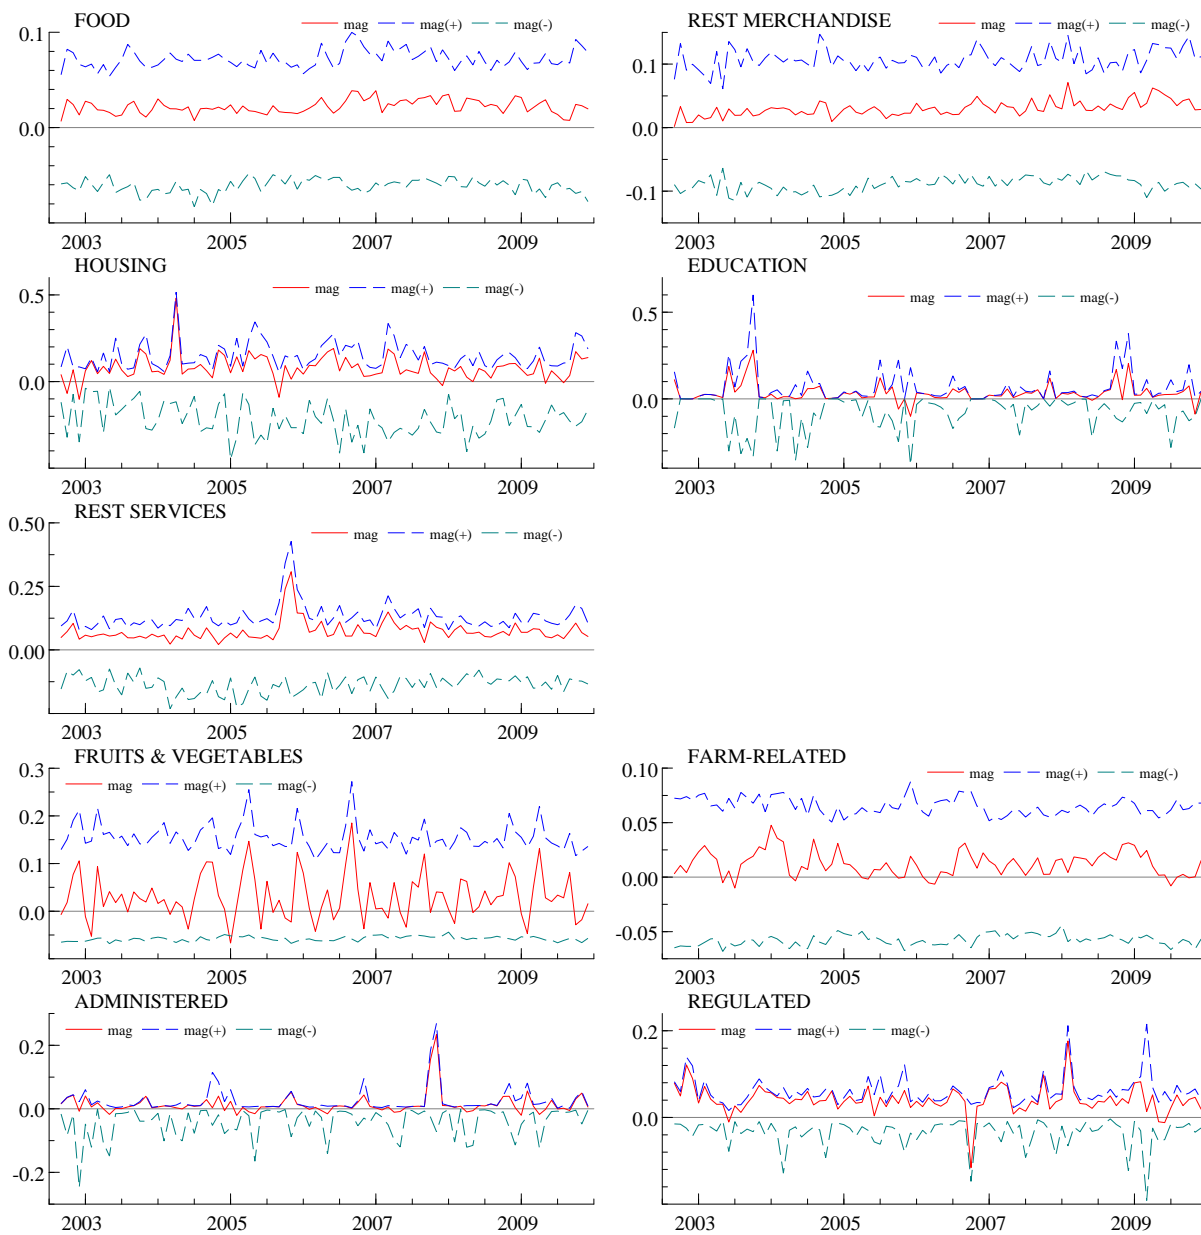 FOOD
mag mag(+) mag(-)
0.1
0.0
2003 2005 2007 2009
REST MERCHANDISE
mag mag(+) mag(-)
0.1
0.0
-0.1
2003 2005 2007 2009
HOUSING
mag mag(+) mag(-)
0.5
0.0
2003 2005 2007 2009
EDUCATION
mag mag(+) mag(-)
0.5
0.0
2003 2005 2007 2009
REST SERVICES
mag mag(+) mag(-)
0.50
0.25
0.00
2003 2005 2007 2009
FRUITS & VEGETABLES
mag mag(+) mag(-)
0.3
0.2
0.1
0.0
2003 2005 2007 2009
FARM-RELATED
mag mag(+) mag(-)
0.10
0.05
0.00
-0.05
2003 2005 2007 2009
ADMINISTERED
mag mag(+) mag(-)
0.2
0.0
-0.2
2003 2005 2007 2009
REGULATED
mag mag(+) mag(-)
0.2
0.0
2003 2005 2007 2009